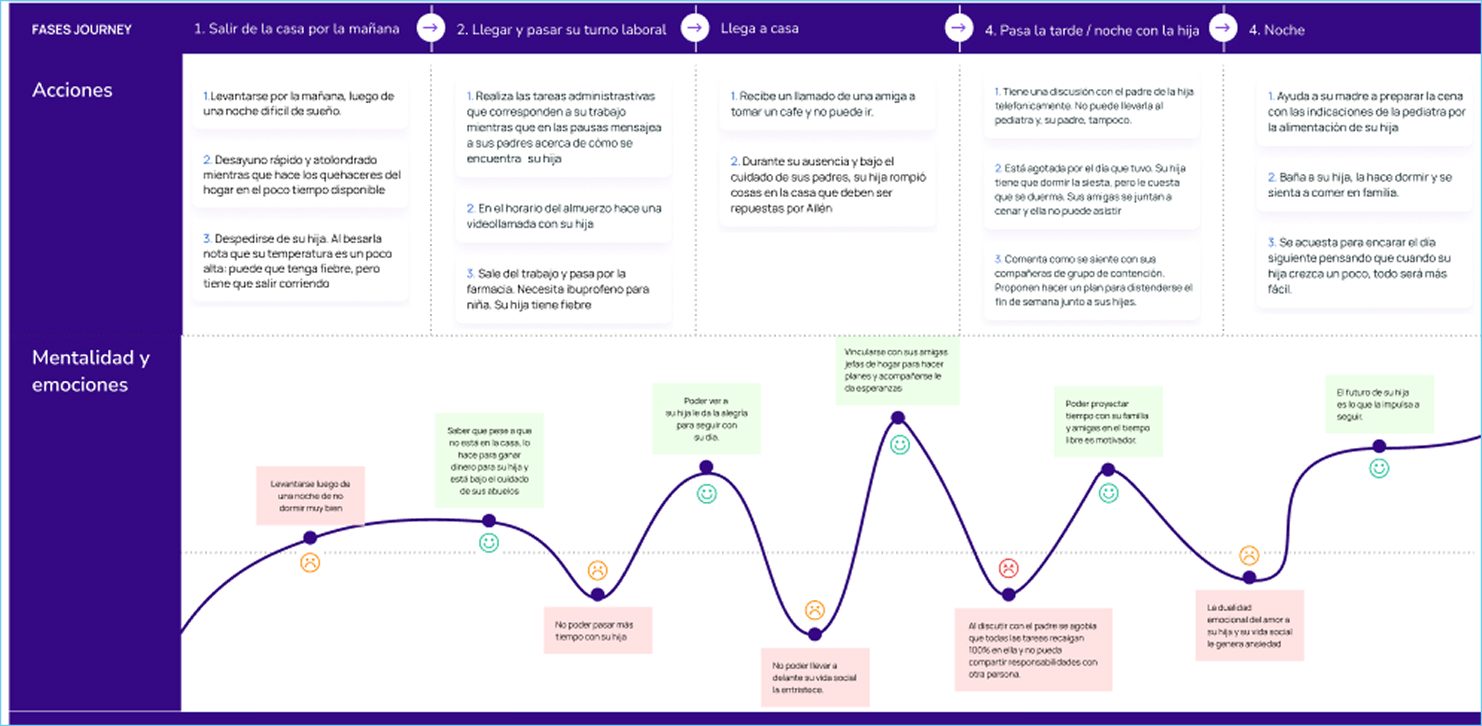 FASES JOURNEY
1. Salir de la casa por la mañana
2. Llegar y pasar su turno laboral
Llega a casa
4. Pasa la tarde / noche con la hija
4. Noche
Acciones
1.Levantarse por la mañana, luego de
una noche dificil de sueño.
2. Desayuno rápido y atolondrado
mientras que hace los quehaceres del
hogar en el poco tiempo disponible
3. Despedirse de su hija. Al besarla
nota que su temperatura es un poco
alta: puede que tenga fiebre, pero
tiene que salir corriendo
1. Realiza las tareas administrastivas
que corresponden a su trabajo
mientras que en las pausas mensajea
a sus padres acerca de cómo se
encuentra su hija
2. En el horario del almuerzo hace una
videollamada con su hija
3. Sale del trabajo y pasa por la
farmacia. Necesita ibuprofeno para
niña. Su hija tiene fiebre
1. Recibe un llamado de una amiga a
tomar un cafe y no puede ir.
2. Durante su ausencia y bajo el
cuidado de sus padres, su hija rompió
cosas en la casa que deben ser
repuestas por Ailén
1. Tiene una discusión con el padre de la hija
telefonicamente. No puede llevarla al
pediatra y, su padre, tampoco.
2. Está agotada por el día que tuvo. Su hija
tiene que dormir la siesta, pero le cuesta
que se duerma. Sus amigas se juntan a
cenar y ella no puede asistir
3. Comenta como se siente con sus
compañeras de grupo de contención.
Proponen hacer un plan para distenderse el
fin de semana junto a sus hijes.
1. Ayuda a su madre a preparar la cena
con las indicaciones de la pediatra por
la alimentación de su hija
2. Baña a su hija, la hace dormir y se
sienta a comer en familia.
3. Se acuesta para encarar el día
siguiente pensando que cuando su
hija crezca un poco, todo será más
fácil.
Mentalidad y
emociones
Levantarse luego de
una noche de no
dormir muy bien
Saber que pese a que
no está en la casa, lo
hace para ganar
dinero para su hija y
está bajo el cuidado
de sus abuelos
No poder pasar más
tiempo con su hija
Poder ver a
su hija le da la alegría
para seguir con
su dia.
No poder llevar a
delante su vida social
la entristece.
Vincularse con sus amigas
jefas de hogar para hacer
planes y acompañarse le
da esperanzas
Al discutir con el padre se agobia
que todas las tareas recaigan
100% en ella y no pueda
compartir responsabilidades con
otra persona.
Poder proyectar
tiempo con su familia
y amigas en el tiempo
libre es motivador.
La dualidad
emocional del amor a
su hija y su vida social
le genera ansiedad
El futuro de su hija
es lo que la impulsa a
seguir.